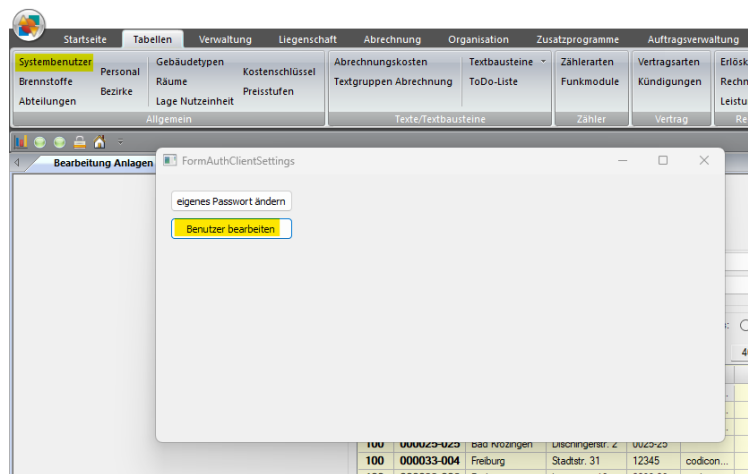 Startseite Tabellen Verwaltung Liegenschaft Abrechnung Organisation Zusatzprogramme Auftragsverwaltung
Systembenutzer Gebäudetypen Abrechnungskosten Textbausteine Zählerarten Vertragsarten
Personal Kostenschlüssel
Brennstoffe Räume Textgruppen Abrechnung ToDo-Liste Funkmodule Kündigungen
Bezirke Preisstufen
Abteilungen Lage Nutzeinheit
Allgemein Texte/Textbausteine Zähler Vertrag
Bearbeitung Anlagen
FormAuthClientSettings
eigenes Passwort ändern
Benutzer bearbeiten
100 000025-025 Bad Krozingen Dischingerstr. 2 0025-25
100 000033-004 Freiburg Stadtstr. 31 12345 codicon...